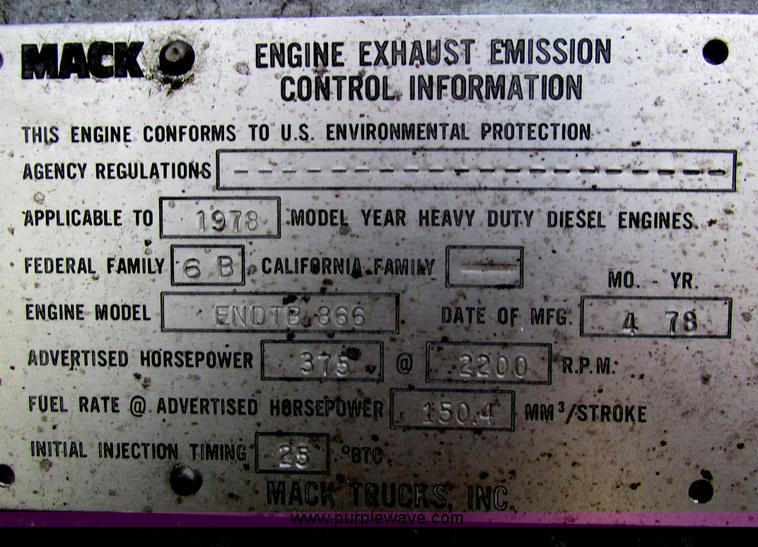 MACK ENGINE EXHAUST EMISSION
CONTROL INFORMATION
THIS ENGINE CONFORMS TO U.S. ENVIRONMENTAL PROTECTION
AGENCY REGULATIONS --------------------
APPLICABLE TO 1978 MODEL YEAR HEAVY DUTY DIESEL ENGINES.
FEDERAL FAMILY 6 B CALIFORNIA FAMILY —
MO. - YR.
ENGINE MODEL ENDTB 866 DATE OF MFG. 4 78
ADVERTISED HORSEPOWER 375 @ 2200 R.P.M.
FUEL RATE @ ADVERTISED HORSEPOWER 150.4 MM³/STROKE
INITIAL INJECTION TIMING 25 °BTC
MACK TRUCKS, INC.
www.purplewave.com